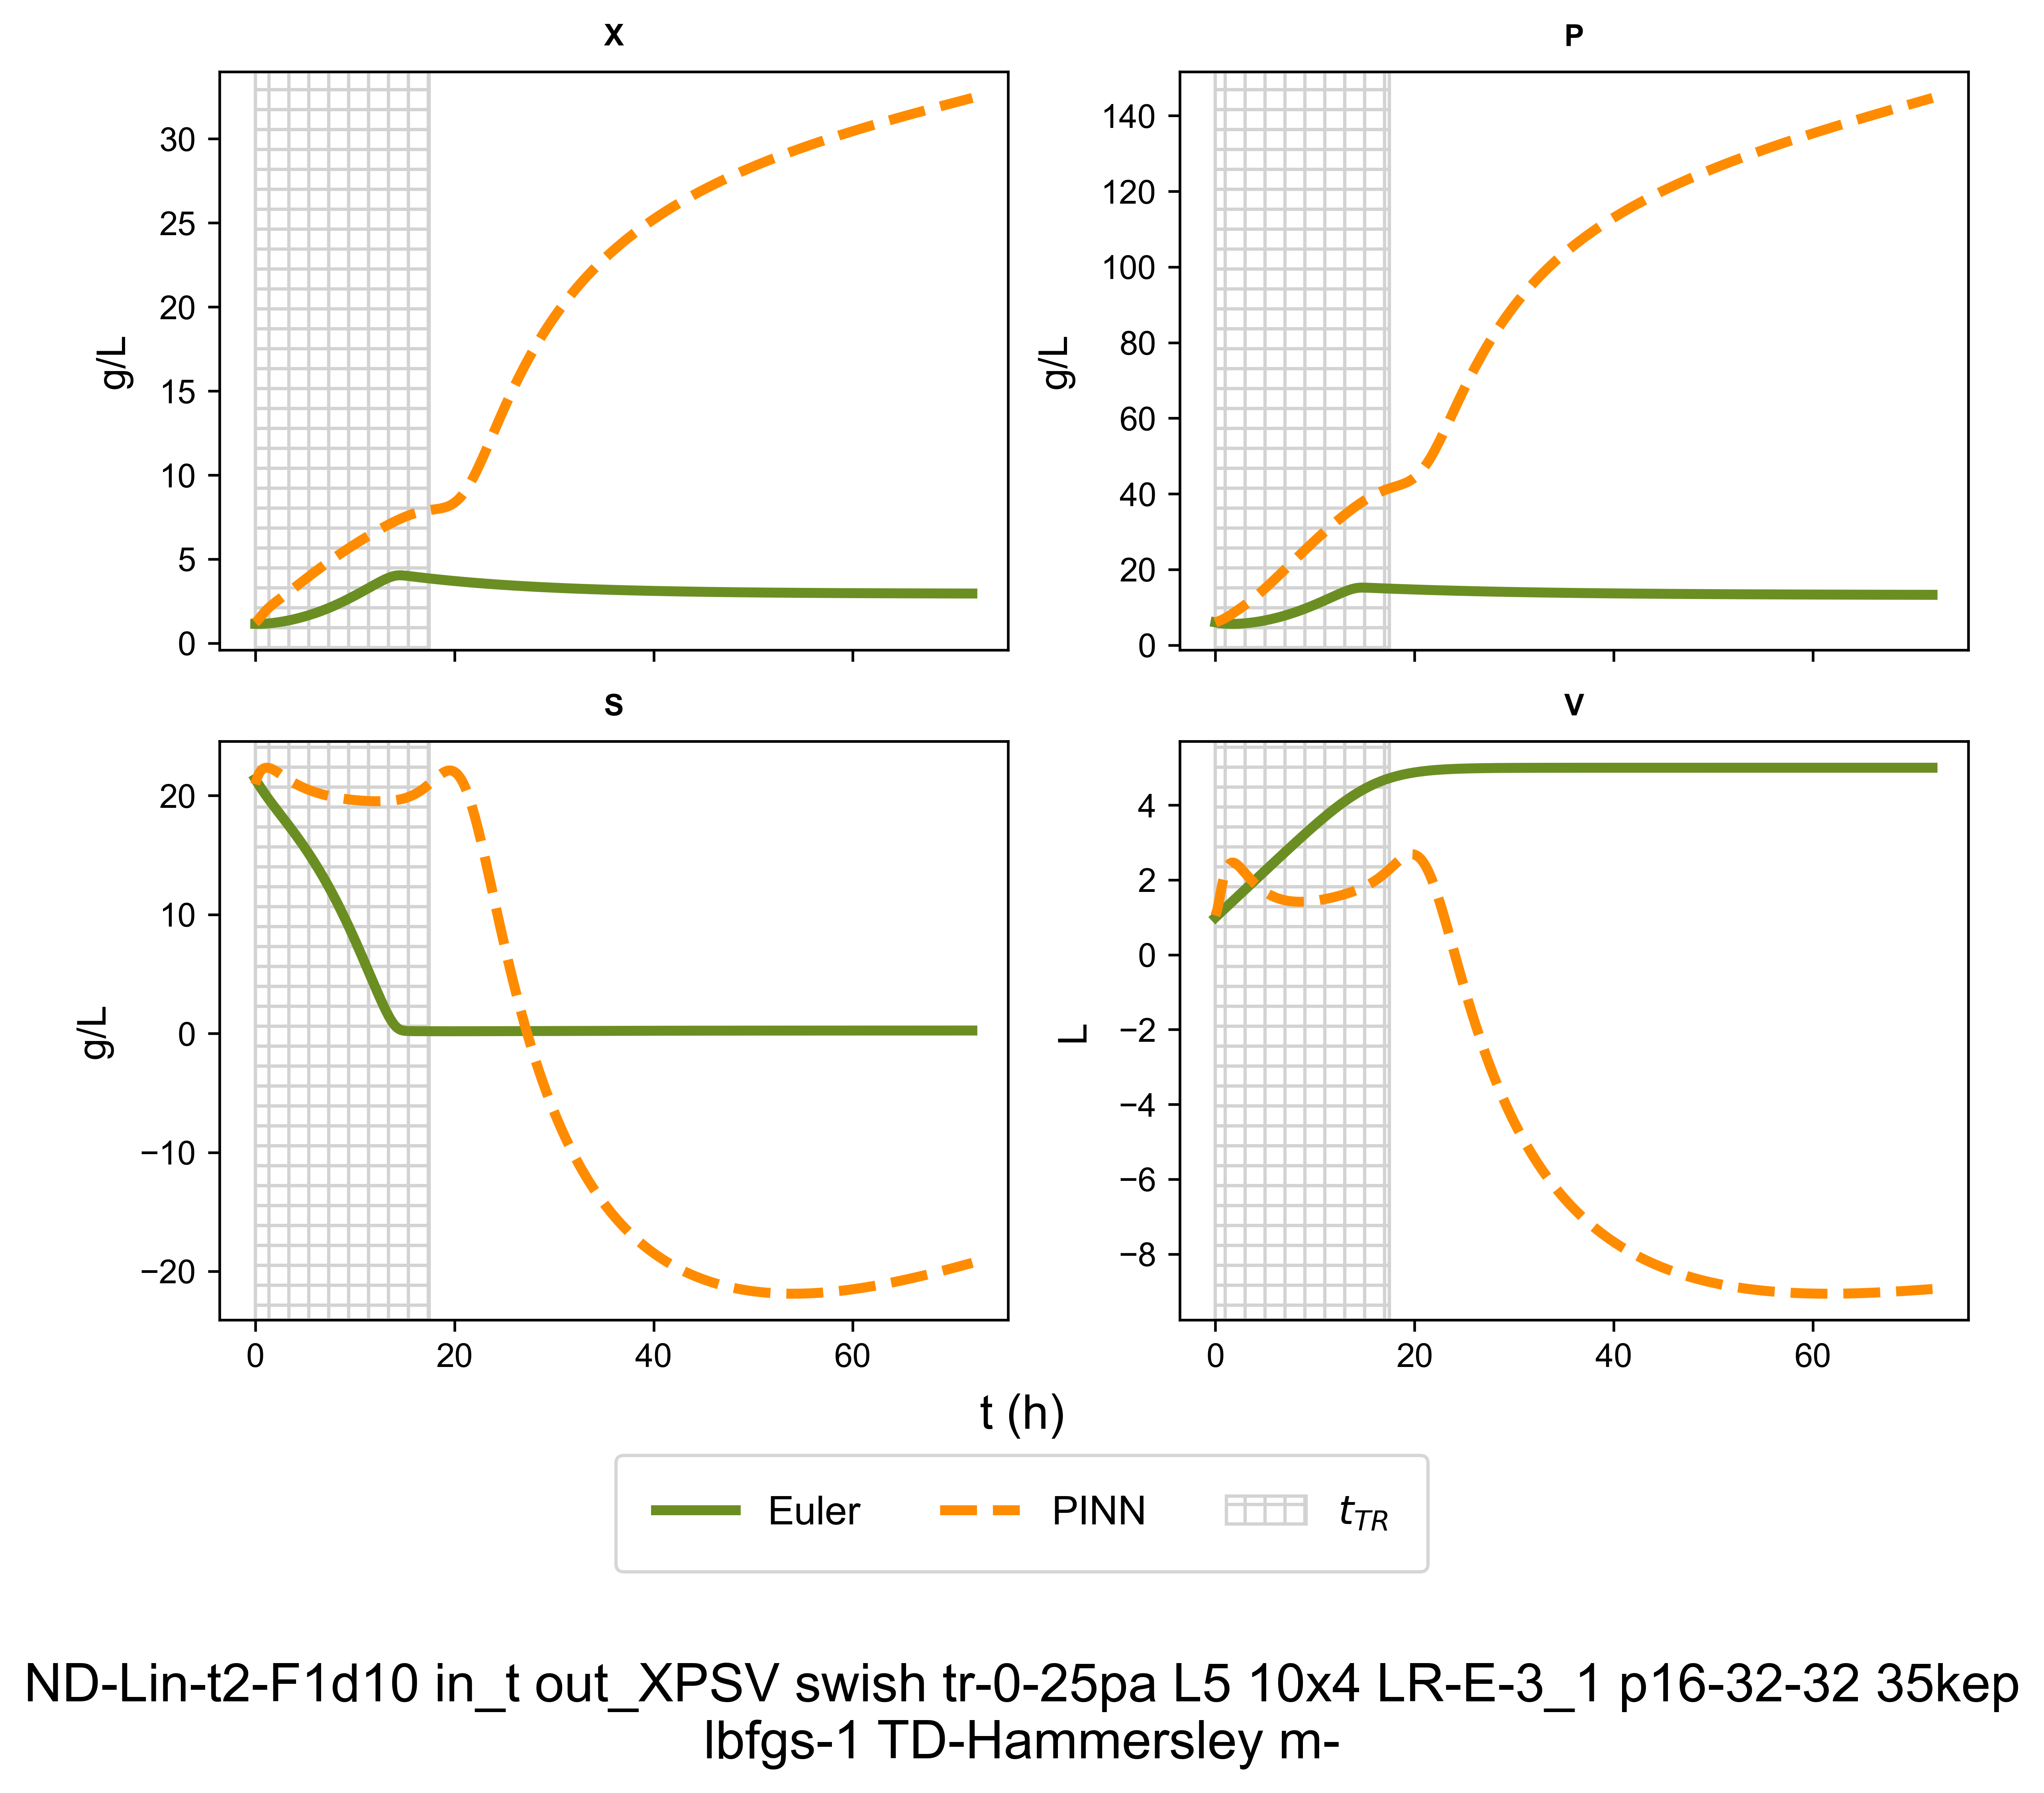 X
P
30
25
20
15
10
5
0
g/L
140
120
100
80
60
40
20
0
g/L
S
V
20
10
0
−10
−20
g/L
4
2
0
−2
−4
−6
−8
L
0 20 40 60
0 20 40 60
t (h)
Euler PINN t_TR
ND-Lin-t2-F1d10 in_t out_XPSV swish tr-0-25pa L5 10x4 LR-E-3_1 p16-32-32 35kep
lbfgs-1 TD-Hammersley m-